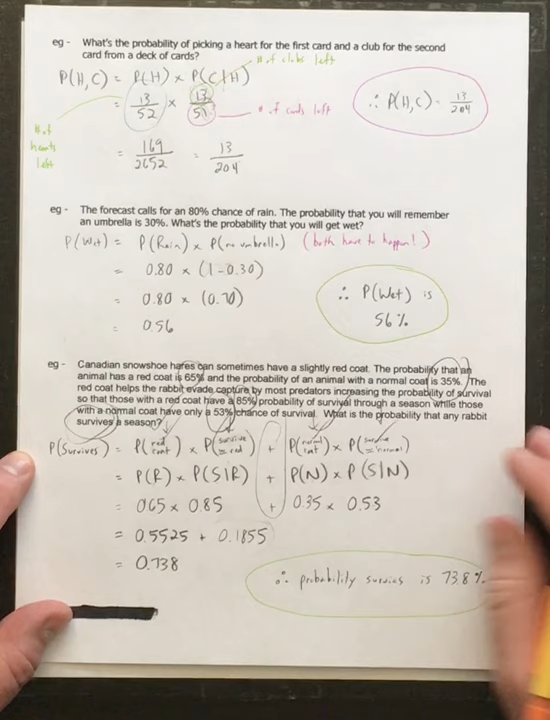 eg - What's the probability of picking a heart for the first card and a club for the second
card from a deck of cards?
# of clubs left
P(H,C) = P(H) × P(C|H)
= 13/52 × 13/51
# of cards left
∴ P(H,C) = 13/204
# of
hearts
left
= 169/2652 = 13/204
eg - The forecast calls for an 80% chance of rain. The probability that you will remember
an umbrella is 30%. What's the probability that you will get wet?
P(Wet) = P(Rain) × P(no umbrella) (both have to happen!)
= 0.80 × (1-0.30)
= 0.80 × (0.70)
= 0.56
∴ P(Wet) is
56%
eg - Canadian snowshoe hares can sometimes have a slightly red coat. The probability that an
animal has a red coat is 65% and the probability of an animal with a normal coat is 35%. The
red coat helps the rabbit evade capture by most predators increasing the probability of survival
so that those with a red coat have a 85% probability of survival through a season while those
with a normal coat have only a 53% chance of survival. What is the probability that any rabbit
survives a season?
P(Survives) = P(red coat) × P(survive red) + P(normal coat) × P(survive normal)
= P(R) × P(S|R) + P(N) × P(S|N)
= 0.65 × 0.85 + 0.35 × 0.53
= 0.5525 + 0.1855
= 0.738
∴ probability survives is 73.8%